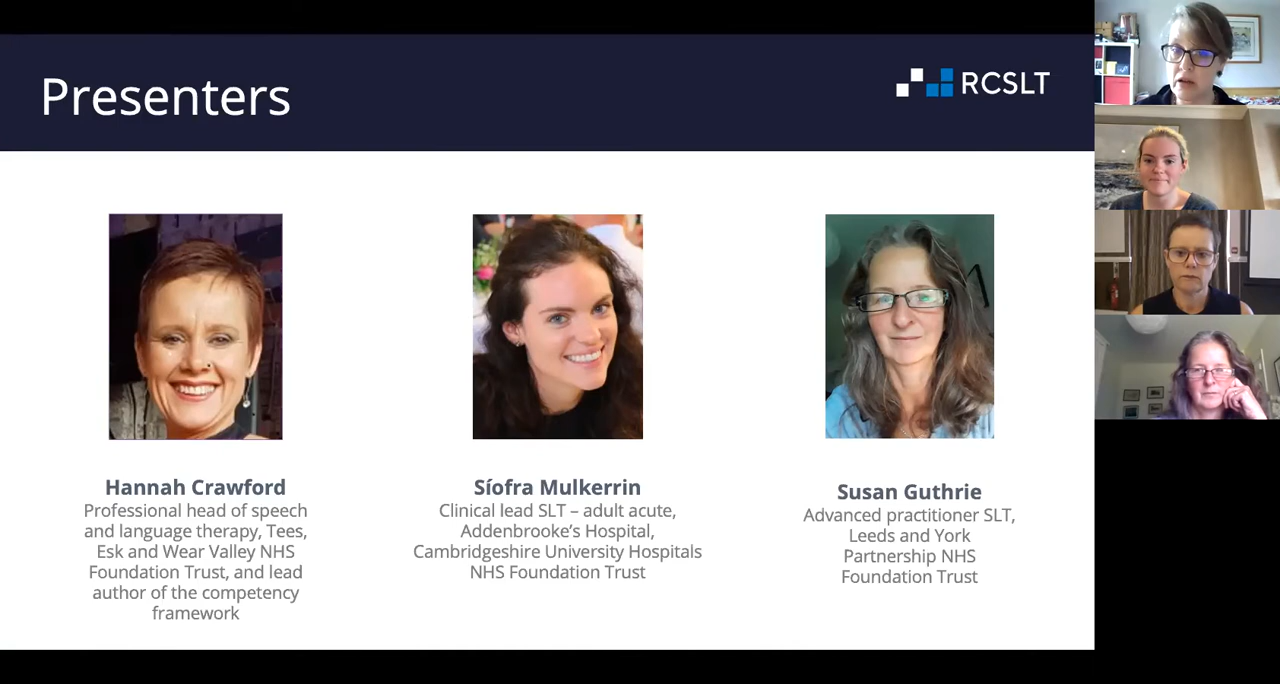 Presenters
RCSLT
Hannah Crawford
Professional head of speech
and language therapy, Tees,
Esk and Wear Valley NHS
Foundation Trust, and lead
author of the competency
framework
Síofra Mulkerrin
Clinical lead SLT – adult acute,
Addenbrooke's Hospital,
Cambridgeshire University Hospitals
NHS Foundation Trust
Susan Guthrie
Advanced practitioner SLT,
Leeds and York
Partnership NHS
Foundation Trust